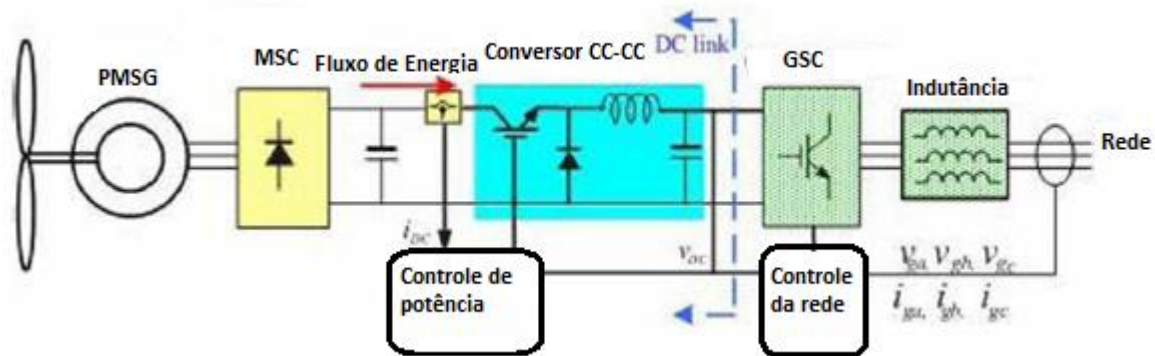 PMSG
MSC
Fluxo de Energia
Conversor CC-CC
DC link
GSC
Indutância
Rede
i_DC
v_DC
Controle de
potência
Controle
da rede
v_ga, v_gb, v_gc
i_ga, i_gb, i_gc